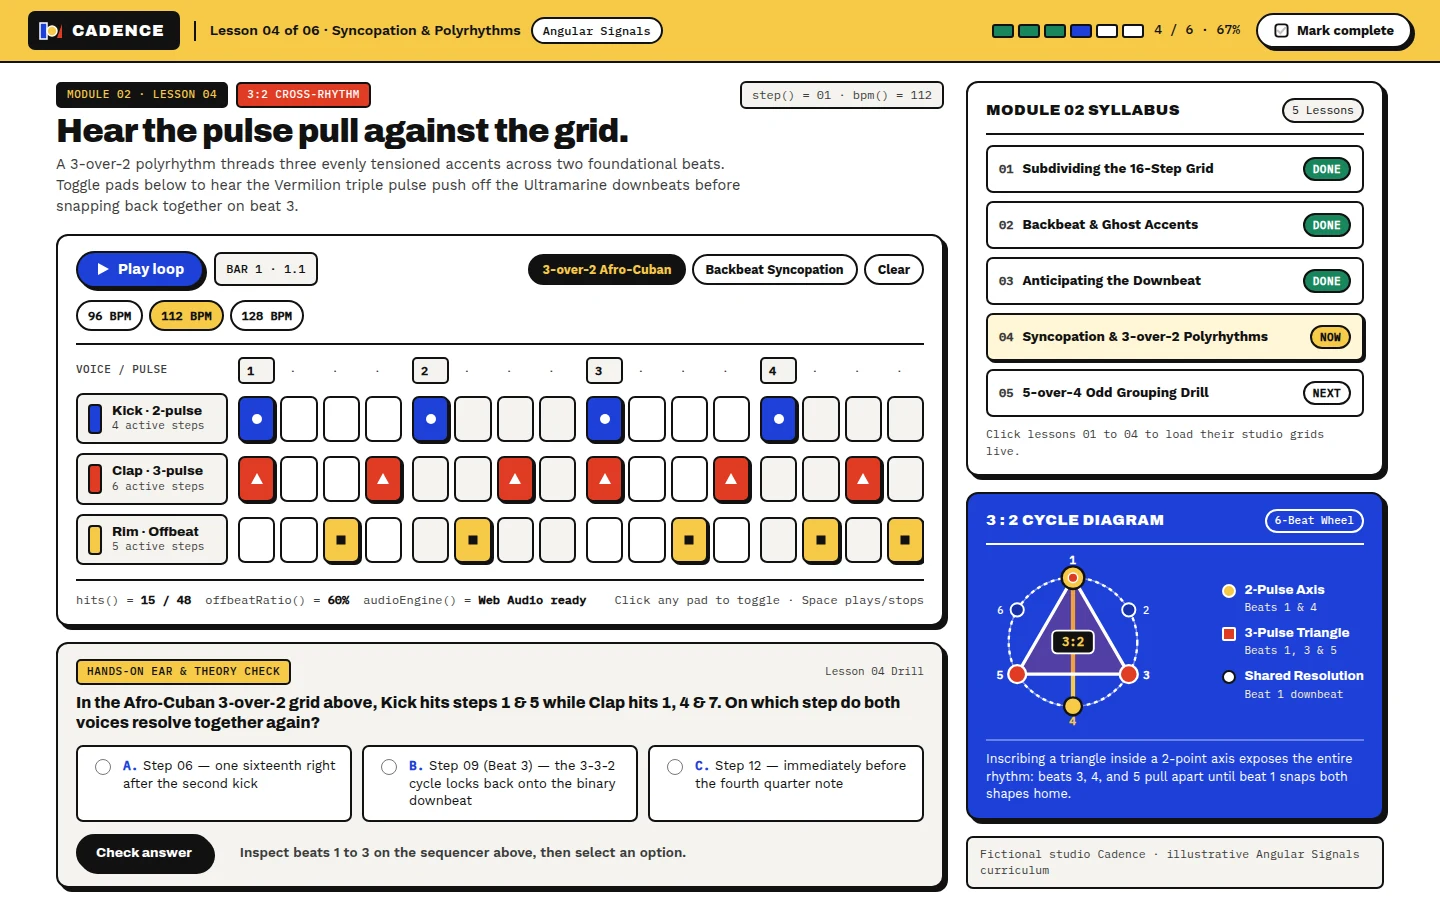 CADENCE
Lesson 04 of 06 · Syncopation & Polyrhythms
Angular Signals
4 / 6 · 67%
Mark complete
MODULE 02 · LESSON 04
3:2 CROSS-RHYTHM
step() = 01 · bpm() = 112
Hear the pulse pull against the grid.
A 3-over-2 polyrhythm threads three evenly tensioned accents across two foundational beats.
Toggle pads below to hear the Vermilion triple pulse push off the Ultramarine downbeats before
snapping back together on beat 3.
Play loop
BAR 1 · 1.1
3-over-2 Afro-Cuban
Backbeat Syncopation
Clear
96 BPM
112 BPM
128 BPM
VOICE / PULSE
1 · · · 2 · · · 3 · · · 4 · · ·
Kick · 2-pulse
4 active steps
Clap · 3-pulse
6 active steps
Rim · Offbeat
5 active steps
hits() = 15 / 48 offbeatRatio() = 60% audioEngine() = Web Audio ready
Click any pad to toggle · Space plays/stops
HANDS-ON EAR & THEORY CHECK
Lesson 04 Drill
In the Afro-Cuban 3-over-2 grid above, Kick hits steps 1 & 5 while Clap hits 1, 4 & 7. On which step do both
voices resolve together again?
A. Step 06 — one sixteenth right
after the second kick
B. Step 09 (Beat 3) — the 3-3-2
cycle locks back onto the binary
downbeat
C. Step 12 — immediately before
the fourth quarter note
Check answer
Inspect beats 1 to 3 on the sequencer above, then select an option.
MODULE 02 SYLLABUS
5 Lessons
01 Subdividing the 16-Step Grid DONE
02 Backbeat & Ghost Accents DONE
03 Anticipating the Downbeat DONE
04 Syncopation & 3-over-2 Polyrhythms NOW
05 5-over-4 Odd Grouping Drill NEXT
Click lessons 01 to 04 to load their studio grids
live.
3:2 CYCLE DIAGRAM
6-Beat Wheel
1
6
2
3:2
5
3
4
2-Pulse Axis
Beats 1 & 4
3-Pulse Triangle
Beats 1, 3 & 5
Shared Resolution
Beat 1 downbeat
Inscribing a triangle inside a 2-point axis exposes the entire
rhythm: beats 3, 4, and 5 pull apart until beat 1 snaps both
shapes home.
Fictional studio Cadence · illustrative Angular Signals
curriculum